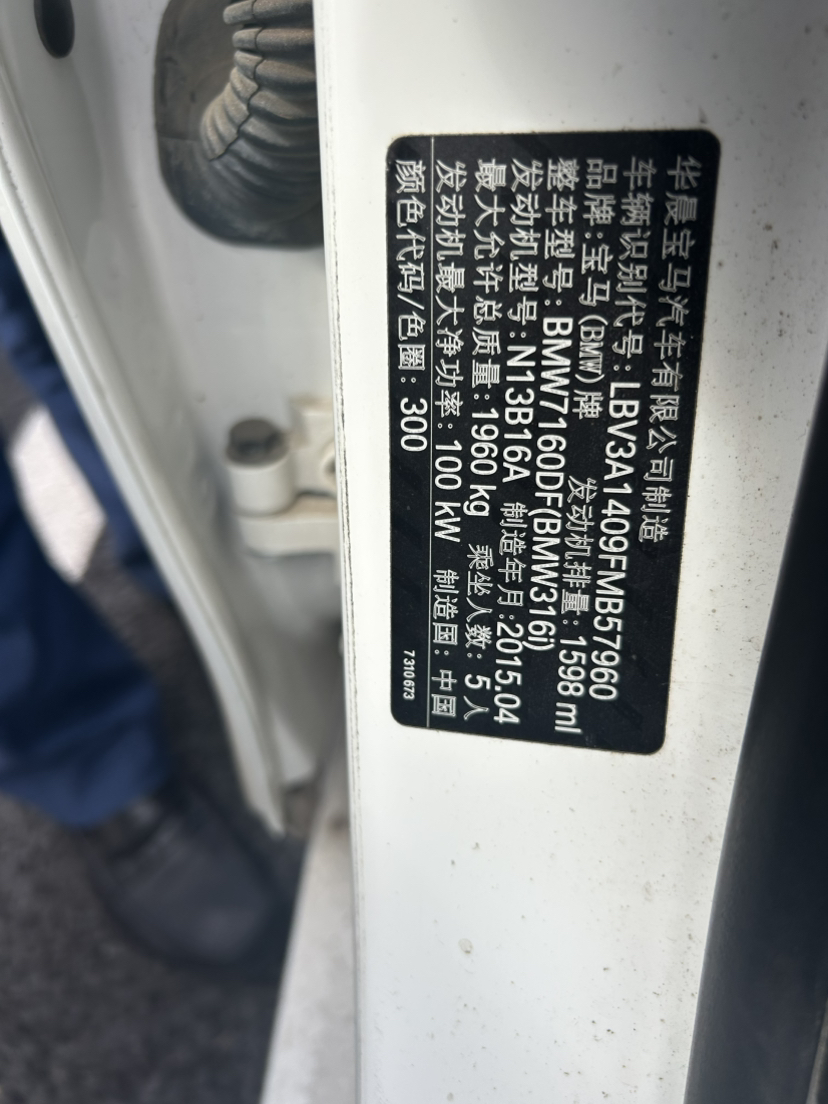 华晨宝马汽车有限公司制造
车辆识别代号:LBV3A1409FMB57960
品牌:宝马(BMW)牌 发动机排量:1598 ml
整车型号:BMW7160DF(BMW316i)
发动机型号:N13B16A 制造年月:2015.04
最大允许总质量:1960 kg 乘坐人数:5人
发动机最大净功率:100 kW 制造国:中国
颜色代码/色圈:300 7310673